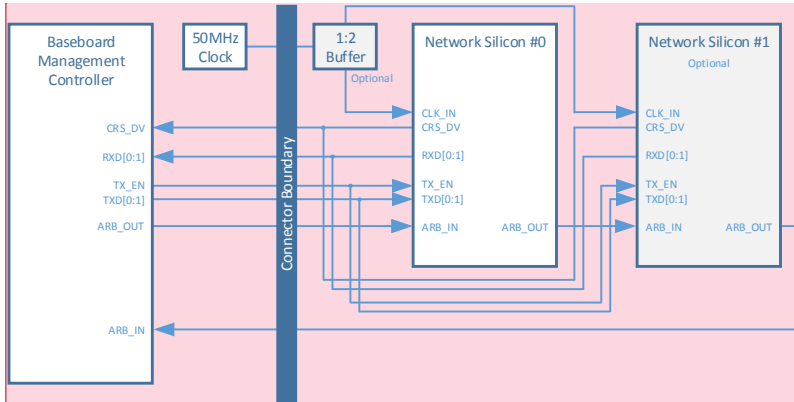 Baseboard
Management
Controller
50MHz
Clock
1:2
Buffer
Optional
Network Silicon #0
Network Silicon #1
Optional
CRS_DV
RXD[0:1]
TX_EN
TXD[0:1]
ARB_OUT
ARB_IN
Connector Boundary
CLK_IN
CRS_DV
RXD[0:1]
TX_EN
TXD[0:1]
ARB_IN
ARB_OUT
CLK_IN
CRS_DV
RXD[0:1]
TX_EN
TXD[0:1]
ARB_IN
ARB_OUT